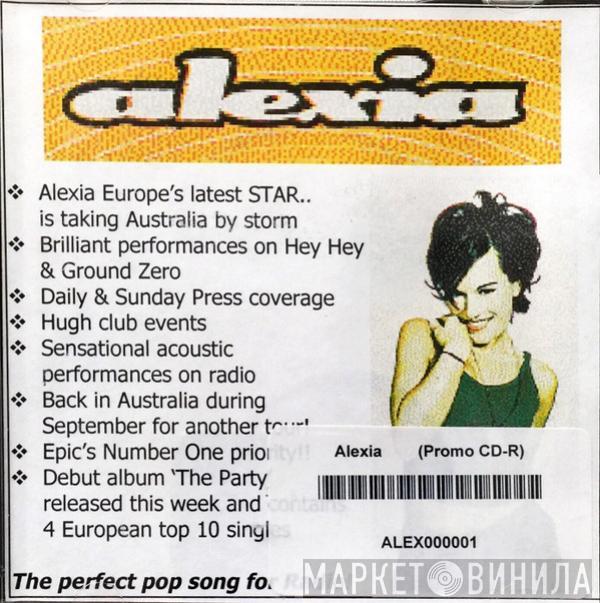 alexia
❖ Alexia Europe's latest STAR..
is taking Australia by storm
❖ Brilliant performances on Hey Hey
& Ground Zero
❖ Daily & Sunday Press coverage
❖ Hugh club events
❖ Sensational acoustic
performances on radio
❖ Back in Australia during
September for another tour!
❖ Epic's Number One priority!!
❖ Debut album 'The Party'
released this week and contains
4 European top 10 singles
The perfect pop song for
Alexia (Promo CD-R)
ALEX000001
МАРКЕТ ВИНИЛА